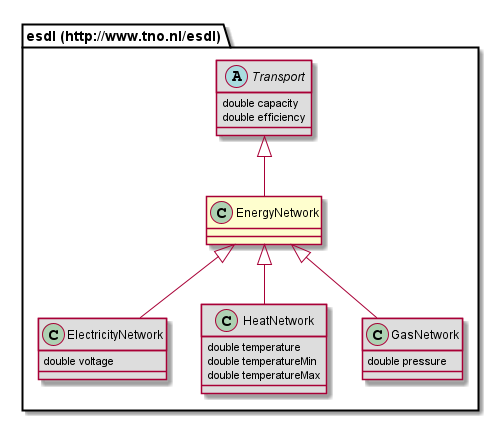 esdl (http://www.tno.nl/esdl)
A Transport
double capacity
double efficiency
C EnergyNetwork
C ElectricityNetwork
double voltage
C HeatNetwork
double temperature
double temperatureMin
double temperatureMax
C GasNetwork
double pressure